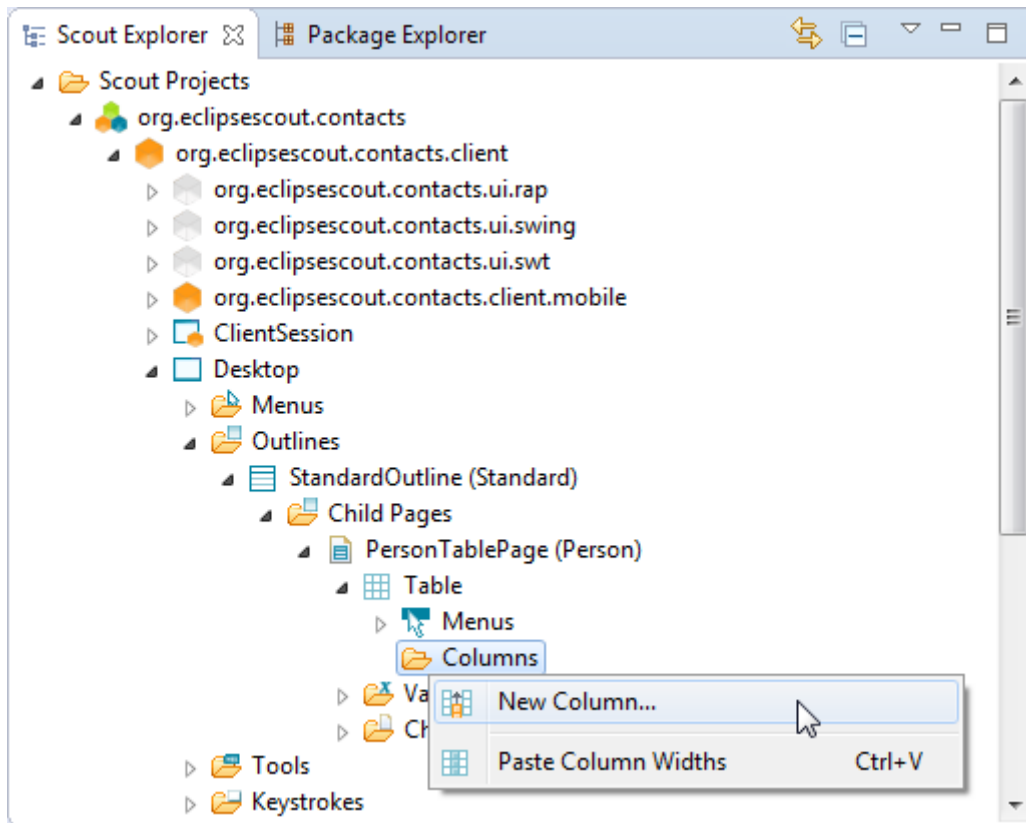 Scout Explorer Package Explorer
Scout Projects
org.eclipsescout.contacts
org.eclipsescout.contacts.client
org.eclipsescout.contacts.ui.rap
org.eclipsescout.contacts.ui.swing
org.eclipsescout.contacts.ui.swt
org.eclipsescout.contacts.client.mobile
ClientSession
Desktop
Menus
Outlines
StandardOutline (Standard)
Child Pages
PersonTablePage (Person)
Table
Menus
Columns
Va
New Column...
Ch
Paste Column Widths Ctrl+V
Tools
Keystrokes